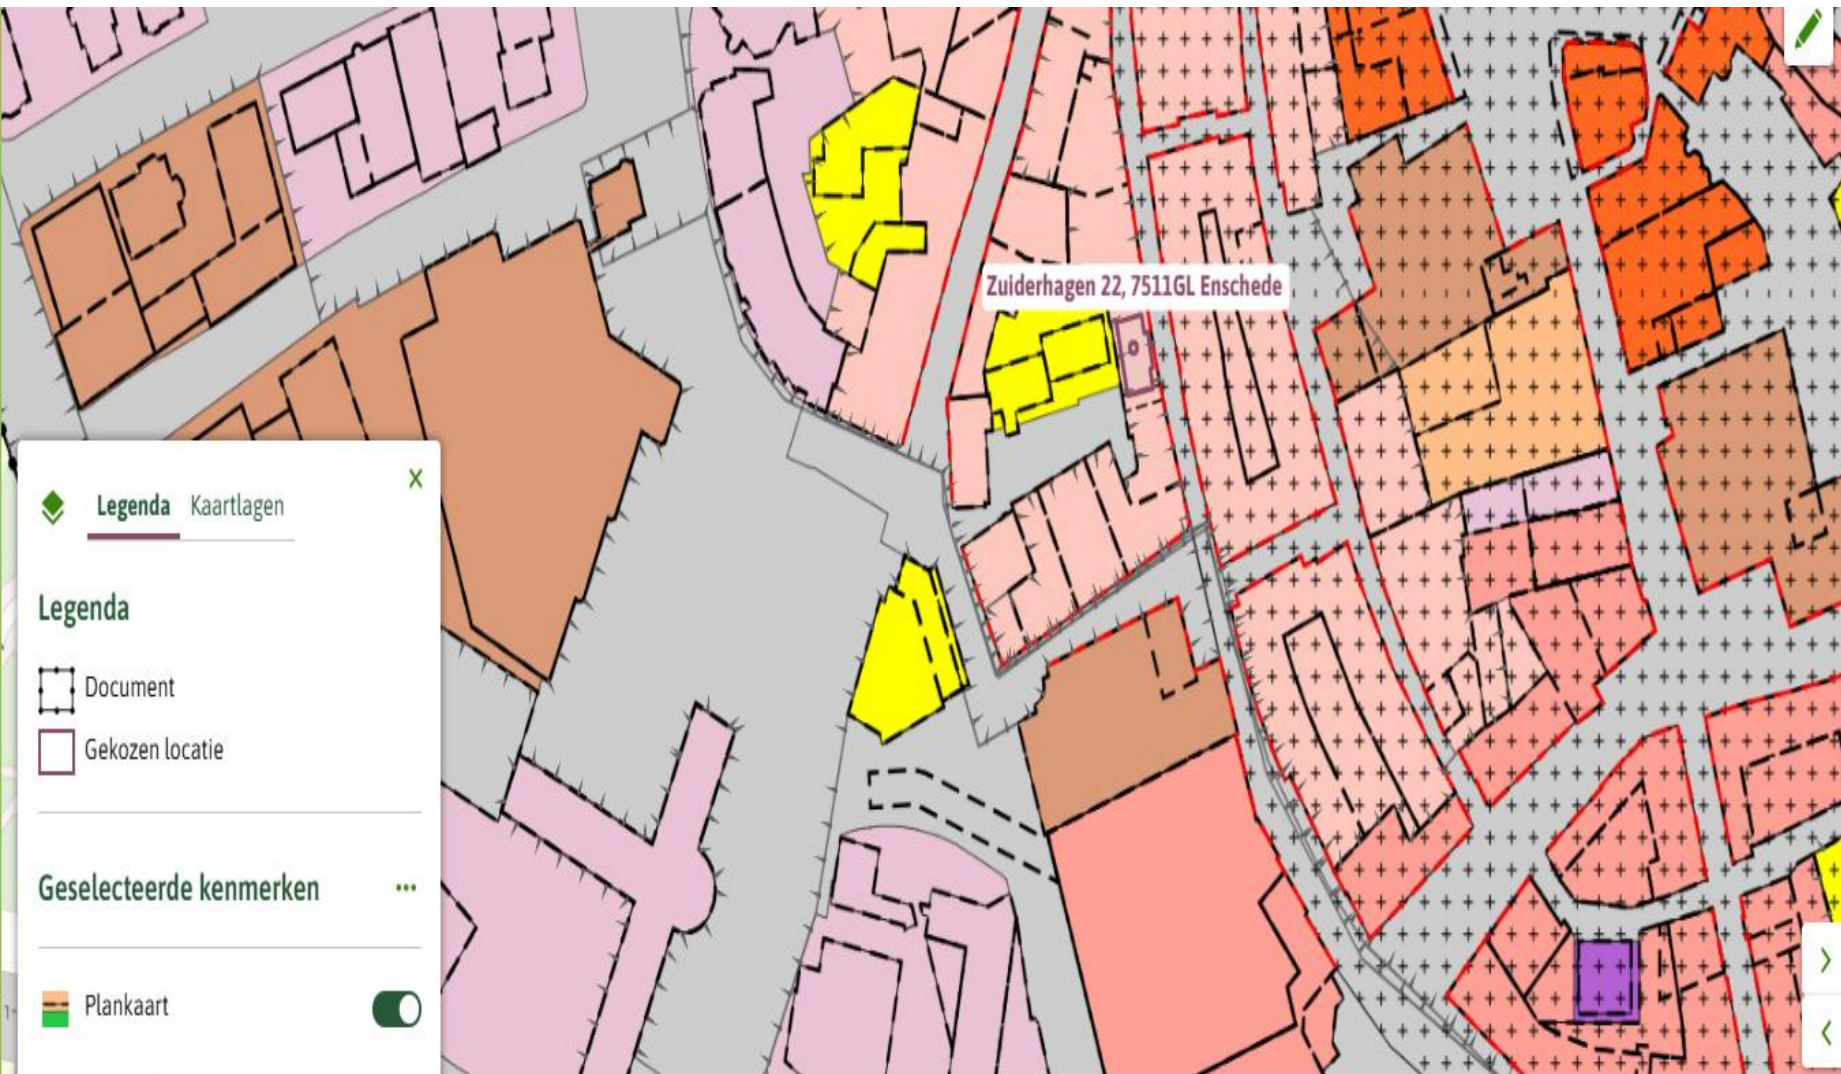 Zuiderhagen 22, 7511GL Enschede
Legenda Kaartlagen
Legenda
Document
Gekozen locatie
Geselecteerde kenmerken
Plankaart